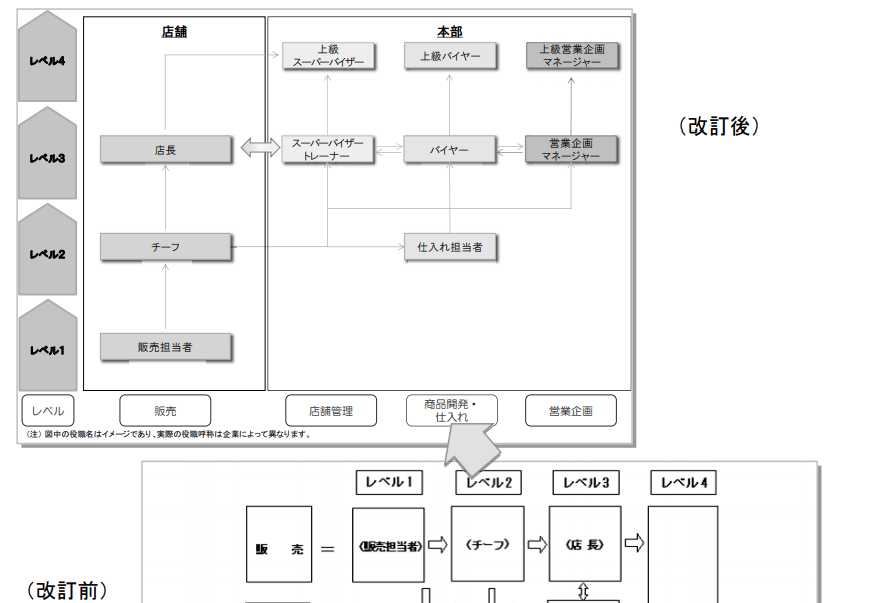 店舗
本部
レベル4
上級
スーパーバイザー
上級バイヤー
上級営業企画
マネージャー
（改訂後）
レベル3
店長
スーパーバイザー
トレーナー
バイヤー
営業企画
マネージャー
レベル2
チーフ
仕入れ担当者
レベル1
販売担当者
レベル
販売
店舗管理
商品開発・
仕入れ
営業企画
（注）図中の役職名はイメージであり、実際の役職呼称は企業によって異なります。
レベル１
レベル２
レベル３
レベル４
販　売
＝
（販売担当者）
（チーフ）
（店 長）
（改訂前）